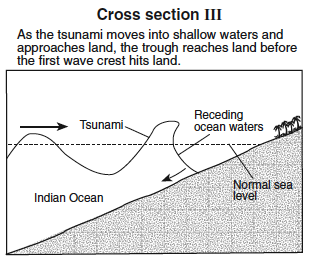 Cross section III
As the tsunami moves into shallow waters and
approaches land, the trough reaches land before
the first wave crest hits land.
Tsunami
Receding
ocean waters
Indian Ocean
Normal sea
level